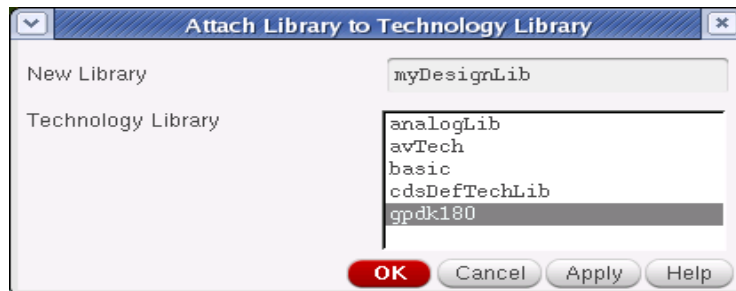 Attach Library to Technology Library
New Library
myDesignLib
Technology Library
analogLib
avTech
basic
cdsDefTechLib
gpdk180
OK Cancel Apply Help